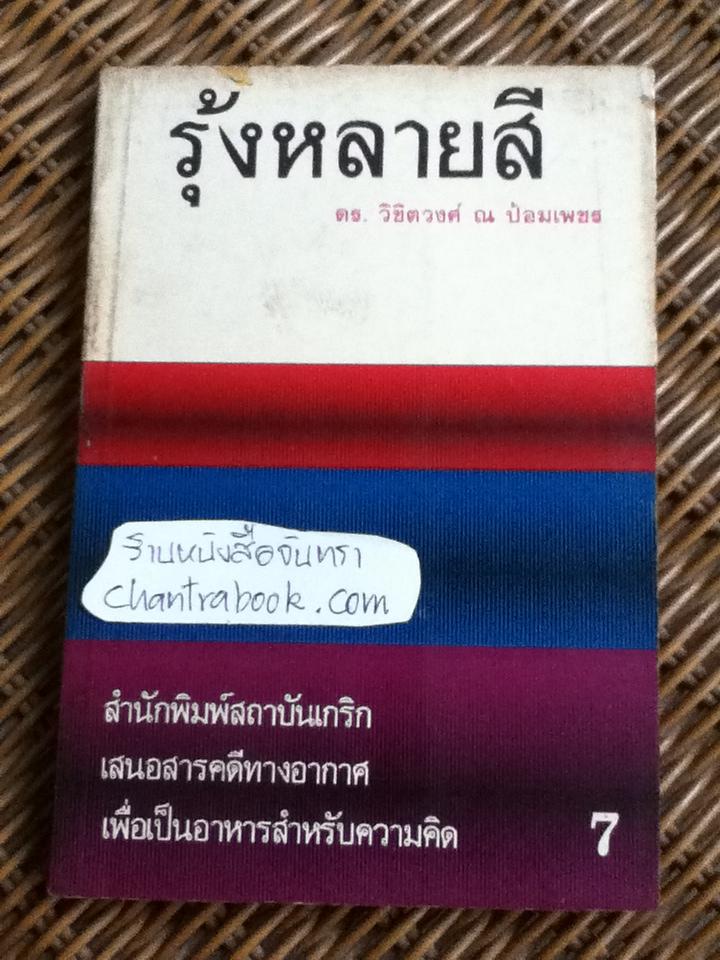 รุ้งหลายสี
ดร. วิชิตวงศ์ ณ ป้อมเพชร
ร้านหนังสือจันทรา
chantrabook.com
สำนักพิมพ์สถาบันเกริก
เสนอสารคดีทางอากาศ
เพื่อเป็นอาหารสำหรับความคิด
7